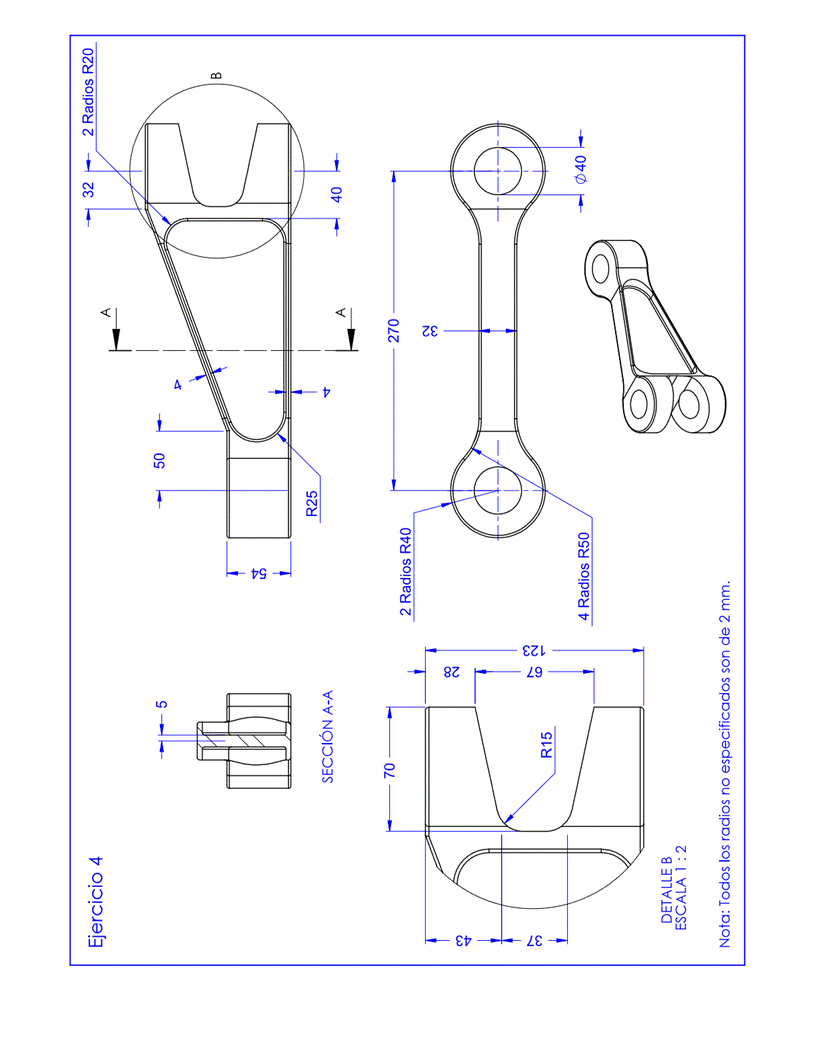 Ejercicio 4
5
SECCIÓN A-A
54
50
R25
4
4
A
A
32
40
2 Radios R20
B
70
R15
28
67
123
43
37
DETALLE B
ESCALA 1 : 2
2 Radios R40
4 Radios R50
270
32
Ø40
Nota: Todos los radios no especificados son de 2 mm.